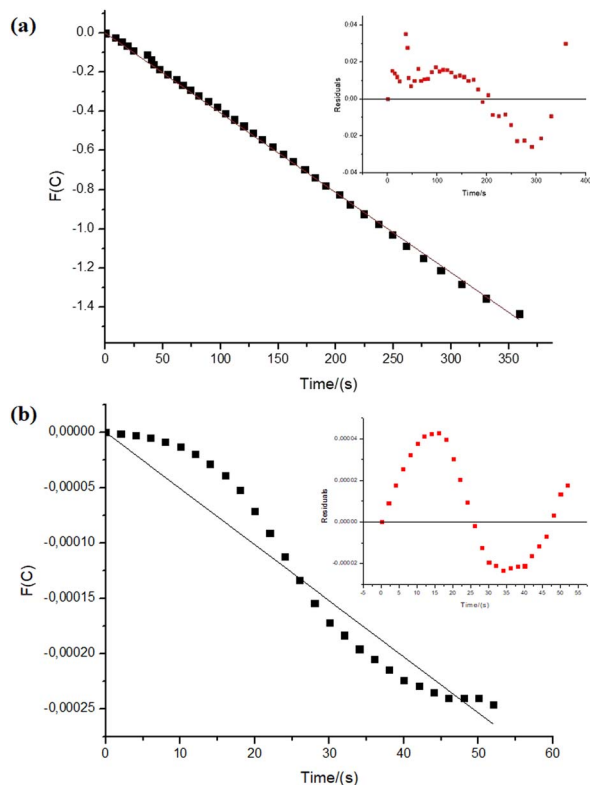 (a)
0.0
-0.2
-0.4
-0.6
-0.8
-1.0
-1.2
-1.4
F(C)
0 50 100 150 200 250 300 350
Time/(s)
0.04
0.02
0.00
-0.02
-0.04
Residuals
0 100 200 300 400
Time/s
(b)
0,00000
-0,00005
-0,00010
-0,00015
-0,00020
-0,00025
F(C)
0 10 20 30 40 50 60
Time/(s)
0,00004
0,00002
0,00000
-0,00002
Residuals
-5 0 5 10 15 20 25 30 35 40 45 50 55
Time/(s)